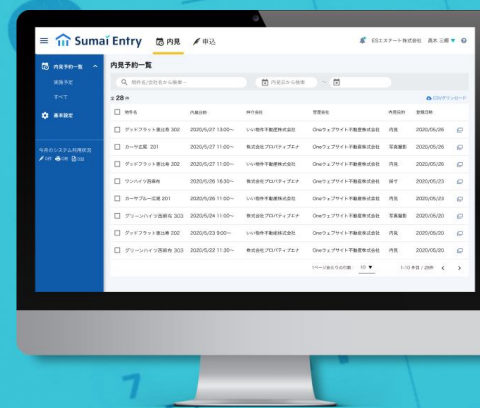 Sumai Entry 内見 申込 ESエステート株式会社
内見予約一覧
実施予定
すべて
基本設定
今月のシステム利用状況
内見予約一覧
物件名/会社名から検索
内見日から検索 ~
全 28 件
CSVダウンロード
物件名 内見日時 仲介会社 管理会社 内見目的 登録日時
グッドフラット恵比寿 302 2020/5/27 13:00〜 いい物件不動産株式会社 Oneウェブサイト不動産株式会社 内見 2020/05/26
カーサ広尾 201 2020/5/27 11:00〜 株式会社プロパティブエナ Oneウェブサイト不動産株式会社 写真撮影 2020/05/26
グッドフラット恵比寿 302 2020/5/27 11:00〜 いい物件不動産株式会社 Oneウェブサイト不動産株式会社 内見 2020/05/26
ワンハイツ西麻布 2020/5/26 18:30〜 株式会社プロパティブエナ Oneウェブサイト不動産株式会社 採寸 2020/05/23
カーサブルー広尾 201 2020/5/26 11:00〜 いい物件不動産株式会社 Oneウェブサイト不動産株式会社 内見 2020/05/23
グリーンハイツ西麻布 303 2020/5/24 11:00〜 株式会社プロパティブエナ Oneウェブサイト不動産株式会社 写真撮影 2020/05/20
グッドフラット恵比寿 202 2020/5/23 9:00〜 いい物件不動産株式会社 Oneウェブサイト不動産株式会社 内見 2020/05/20
グリーンハイツ西麻布 303 2020/5/22 11:30〜 株式会社プロパティブエナ Oneウェブサイト不動産株式会社 内見 2020/05/20
1ページあたりの行数: 10 1-10 件目 / 28件
7